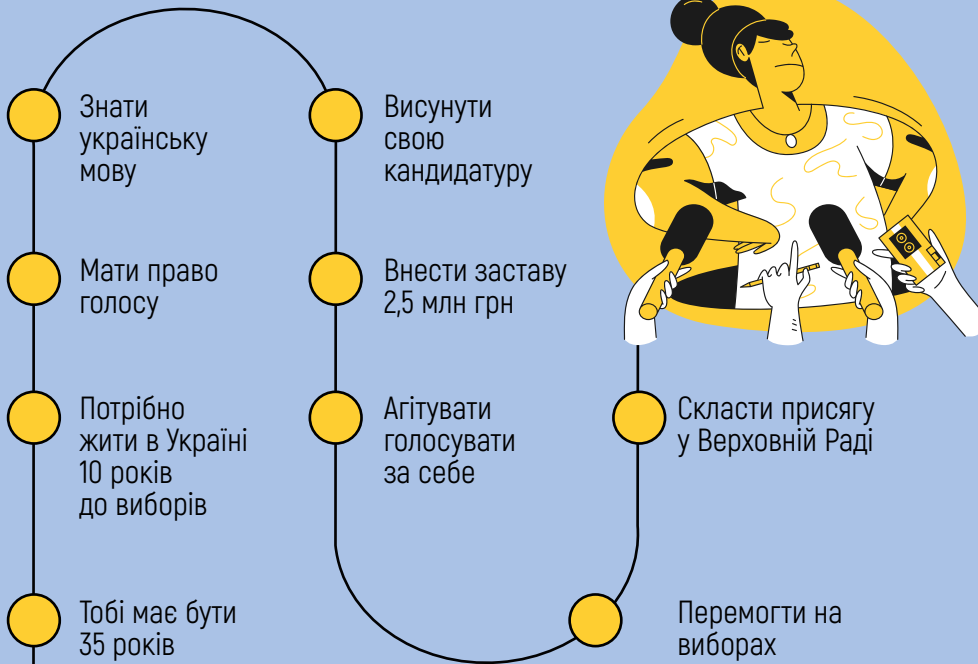 Знати
українську
мову
Мати право
голосу
Потрібно
жити в Україні
10 років
до виборів
Тобі має бути
35 років
Висунути
свою
кандидатуру
Внести заставу
2,5 млн грн
Агітувати
голосувати
за себе
Перемогти на
виборах
Скласти присягу
у Верховній Раді